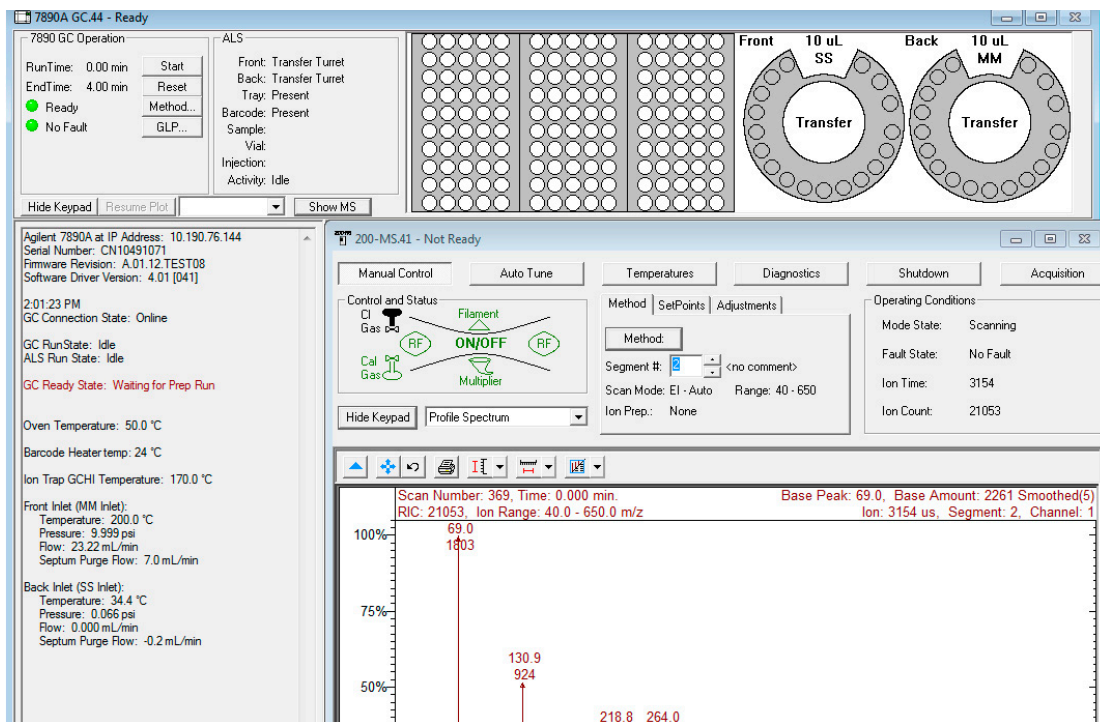 7890A GC.44 - Ready
7890 GC Operation
RunTime: 0.00 min
Start
EndTime: 4.00 min
Reset
Ready
Method...
No Fault
GLP...
ALS
Front: Transfer Turret
Back: Transfer Turret
Tray: Present
Barcode: Present
Sample:
Vial:
Injection:
Activity: Idle
Hide Keypad
Resume Plot
Show MS
Front
10 uL
SS
Transfer
Back
10 uL
MM
Transfer
Agilent 7890A at IP Address: 10.190.76.144
Serial Number: CN10491071
Firmware Revision: A.01.12.TEST08
Software Driver Version: 4.01 [041]
2:01:23 PM
GC Connection State: Online
GC RunState: Idle
ALS Run State: Idle
GC Ready State: Waiting for Prep Run
Oven Temperature: 50.0 °C
Barcode Heater temp: 24 °C
Ion Trap GCHI Temperature: 170.0 °C
Front Inlet (MM Inlet):
Temperature: 200.0 °C
Pressure: 9.999 psi
Flow: 23.22 mL/min
Septum Purge Flow: 7.0 mL/min
Back Inlet (SS Inlet):
Temperature: 34.4 °C
Pressure: 0.066 psi
Flow: 0.000 mL/min
Septum Purge Flow: -0.2 mL/min
200-MS.41 - Not Ready
Manual Control
Auto Tune
Temperatures
Diagnostics
Shutdown
Acquisition
Control and Status
CI
Gas
Filament
RF
ON/OFF
RF
Cal
Gas
Multiplier
Hide Keypad
Profile Spectrum
Method
SetPoints
Adjustments
Method:
Segment #: 2 <no comment>
Scan Mode: EI - Auto Range: 40 - 650
Ion Prep.: None
Operating Conditions
Mode State: Scanning
Fault State: No Fault
Ion Time: 3154
Ion Count: 21053
Scan Number: 369, Time: 0.000 min.
Base Peak: 69.0, Base Amount: 2261 Smoothed(5)
RIC: 21053, Ion Range: 40.0 - 650.0 m/z
Ion: 3154 us, Segment: 2, Channel: 1
69.0
100%
1803
75%
130.9
924
50%
218.8 264.0